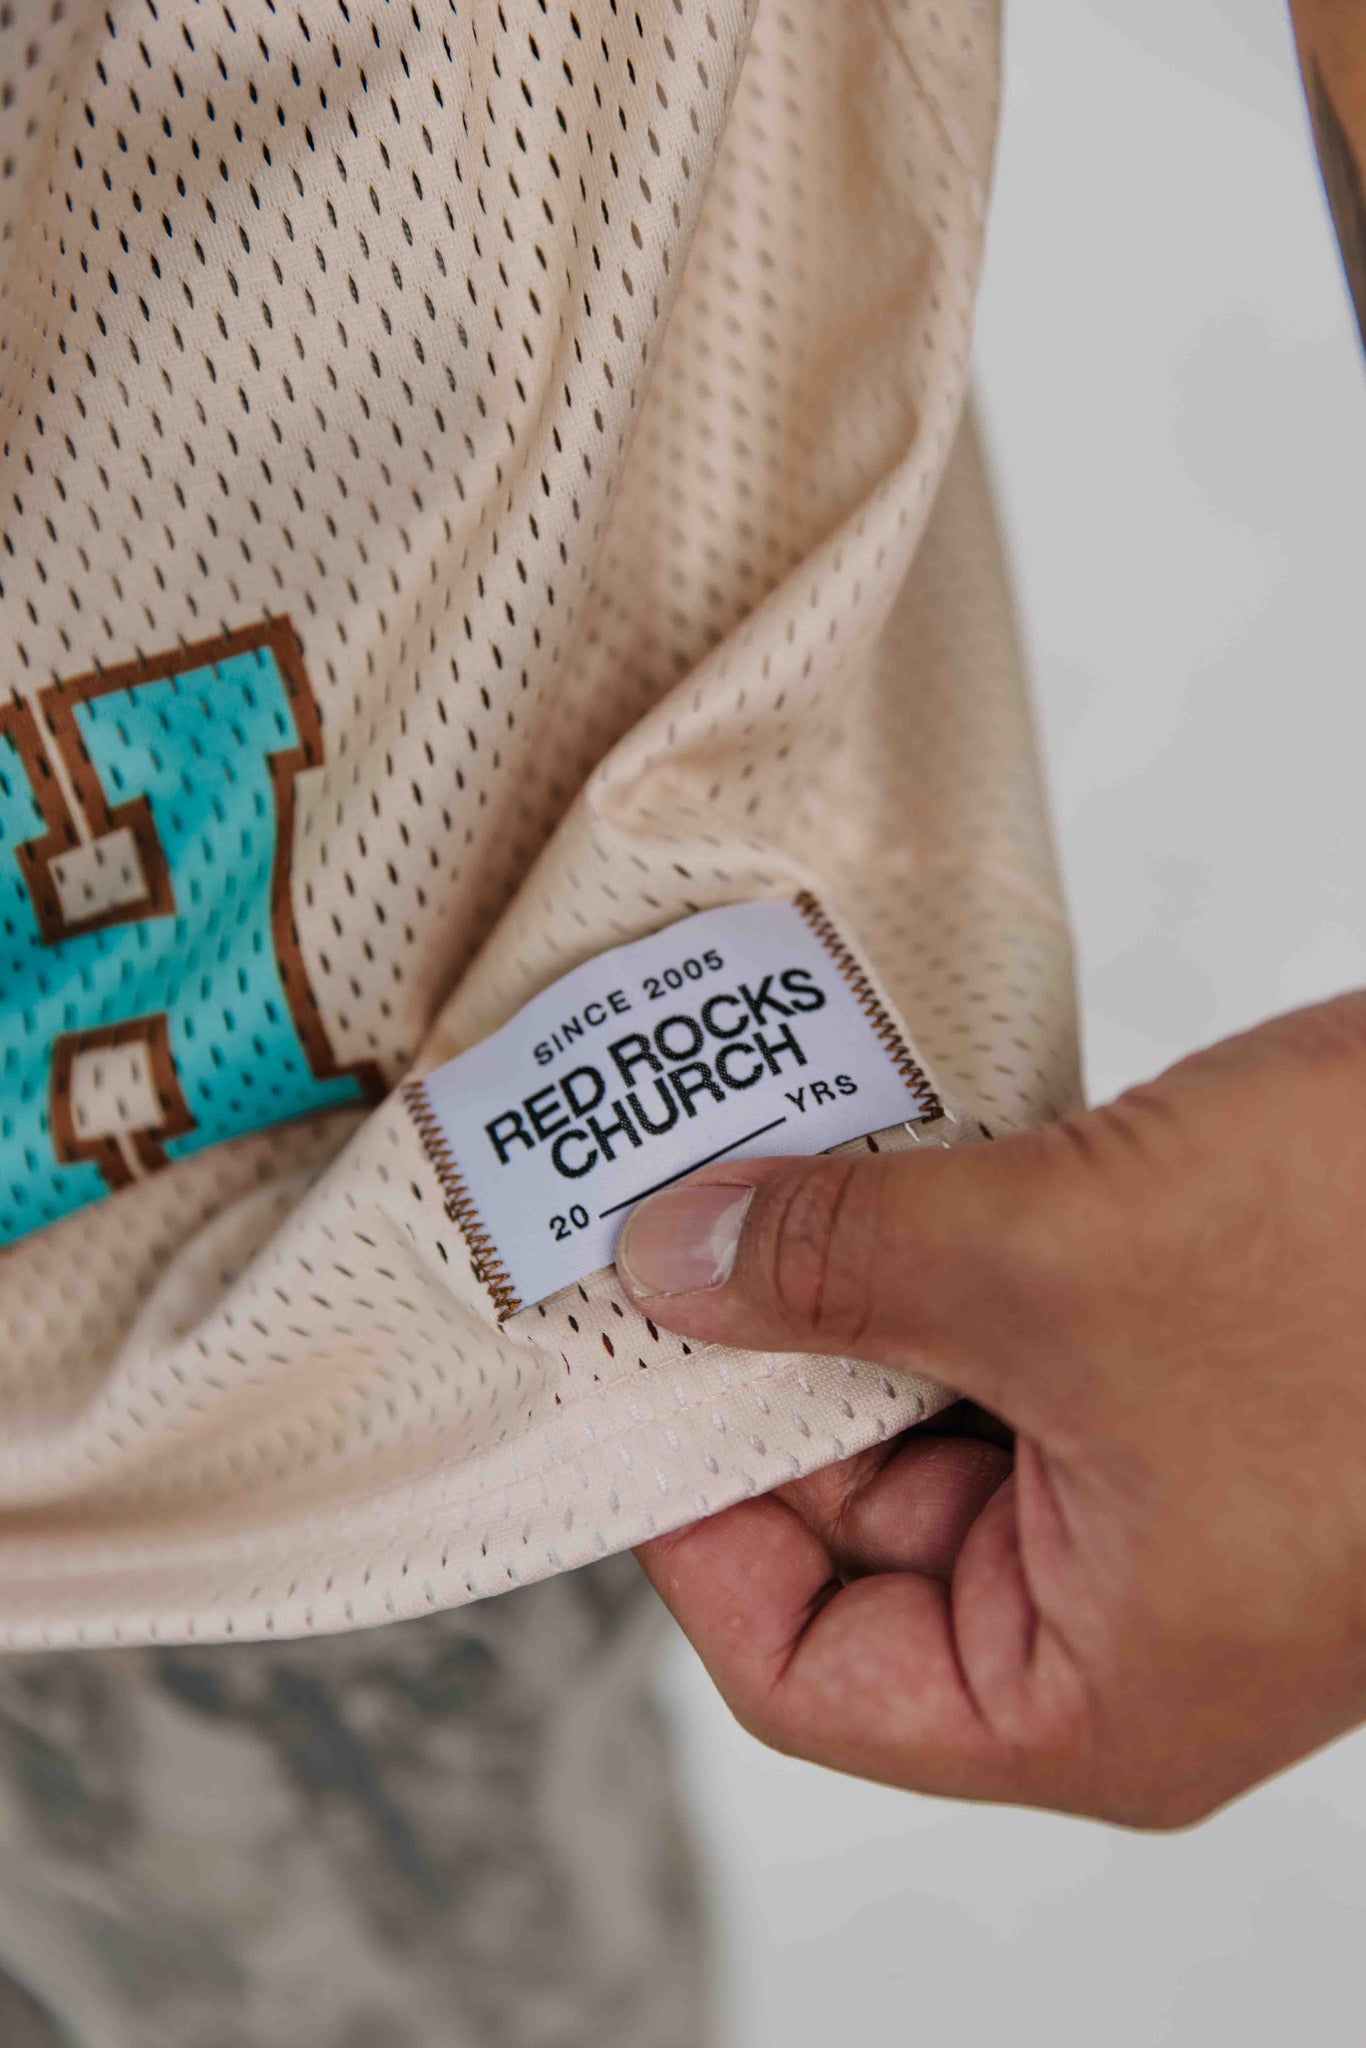 SINCE 2005
RED ROCKS
CHURCH
20 YRS